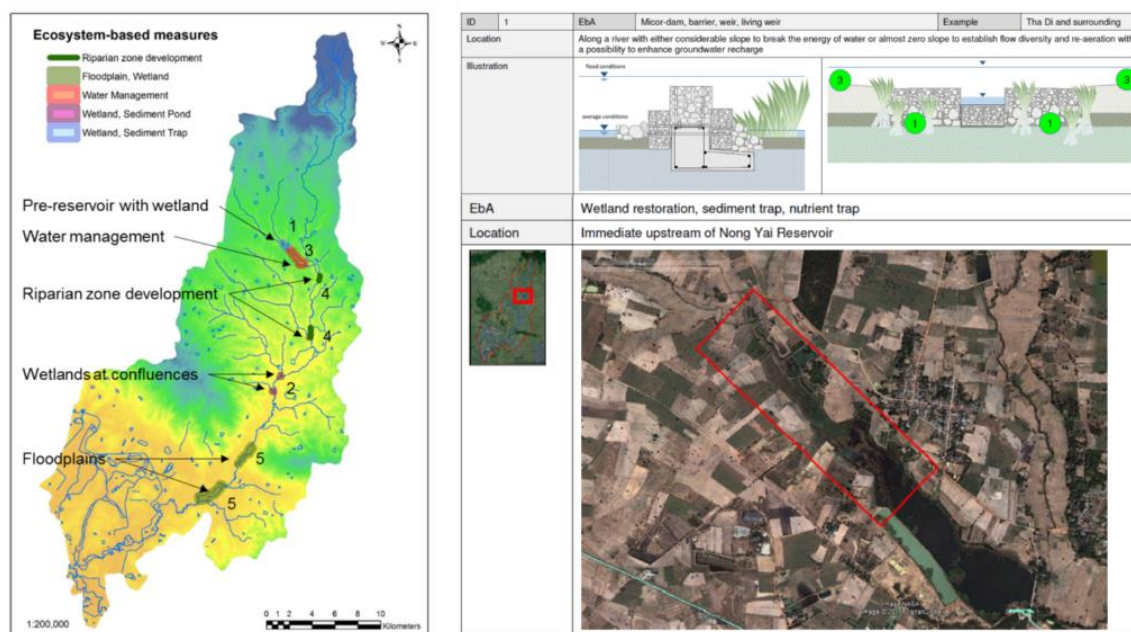 Ecosystem-based measures
Riparian zone development
Floodplain, Wetland
Water Management
Wetland, Sediment Pond
Wetland, Sediment Trap
Pre-reservoir with wetland
1
Water management
3
Riparian zone development
4
4
Wetlands at confluences
2
Floodplains
5
5
1:200,000
0 1 2 4 6 8 10
Kilometers
ID 1 EbA Micor-dam, barrier, weir, living weir Example Tha Di and surrounding
Location Along a river with either considerable slope to break the energy of water or almost zero slope to establish flow diversity and re-aeration with
a possibility to enhance groundwater recharge
Illustration
flood conditions
average conditions
3
3
1
1
EbA Wetland restoration, sediment trap, nutrient trap
Location Immediate upstream of Nong Yai Reservoir